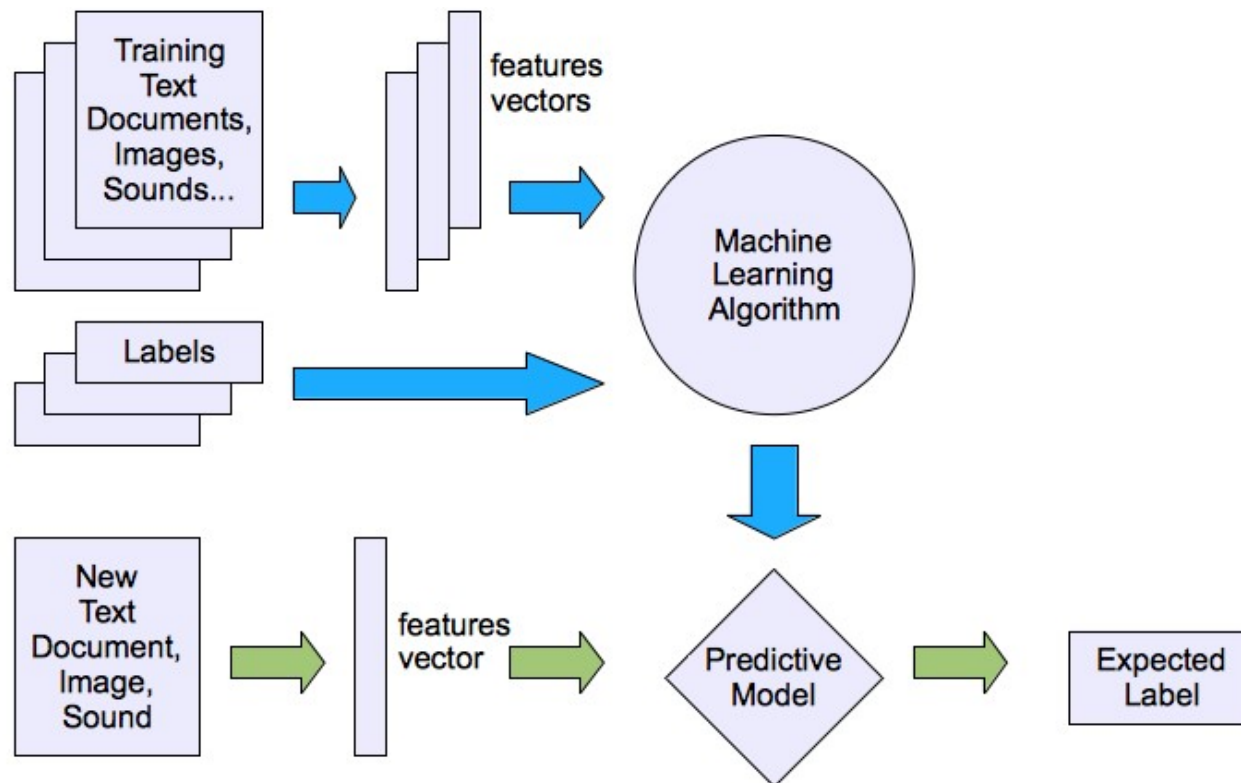 Training
Text
Documents,
Images,
Sounds...
features
vectors
Machine
Learning
Algorithm
Labels
New
Text
Document,
Image,
Sound
features
vector
Predictive
Model
Expected
Label